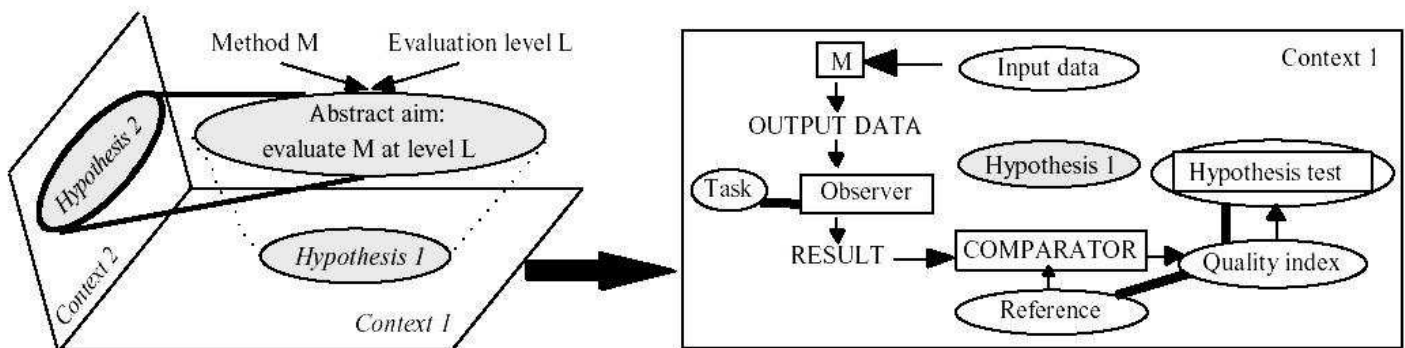 Method M
Evaluation level L
Abstract aim:
evaluate M at level L
Hypothesis 2
Context 2
Hypothesis 1
Context 1
Context 1
M
Input data
OUTPUT DATA
Hypothesis 1
Hypothesis test
Task
Observer
RESULT
COMPARATOR
Quality index
Reference